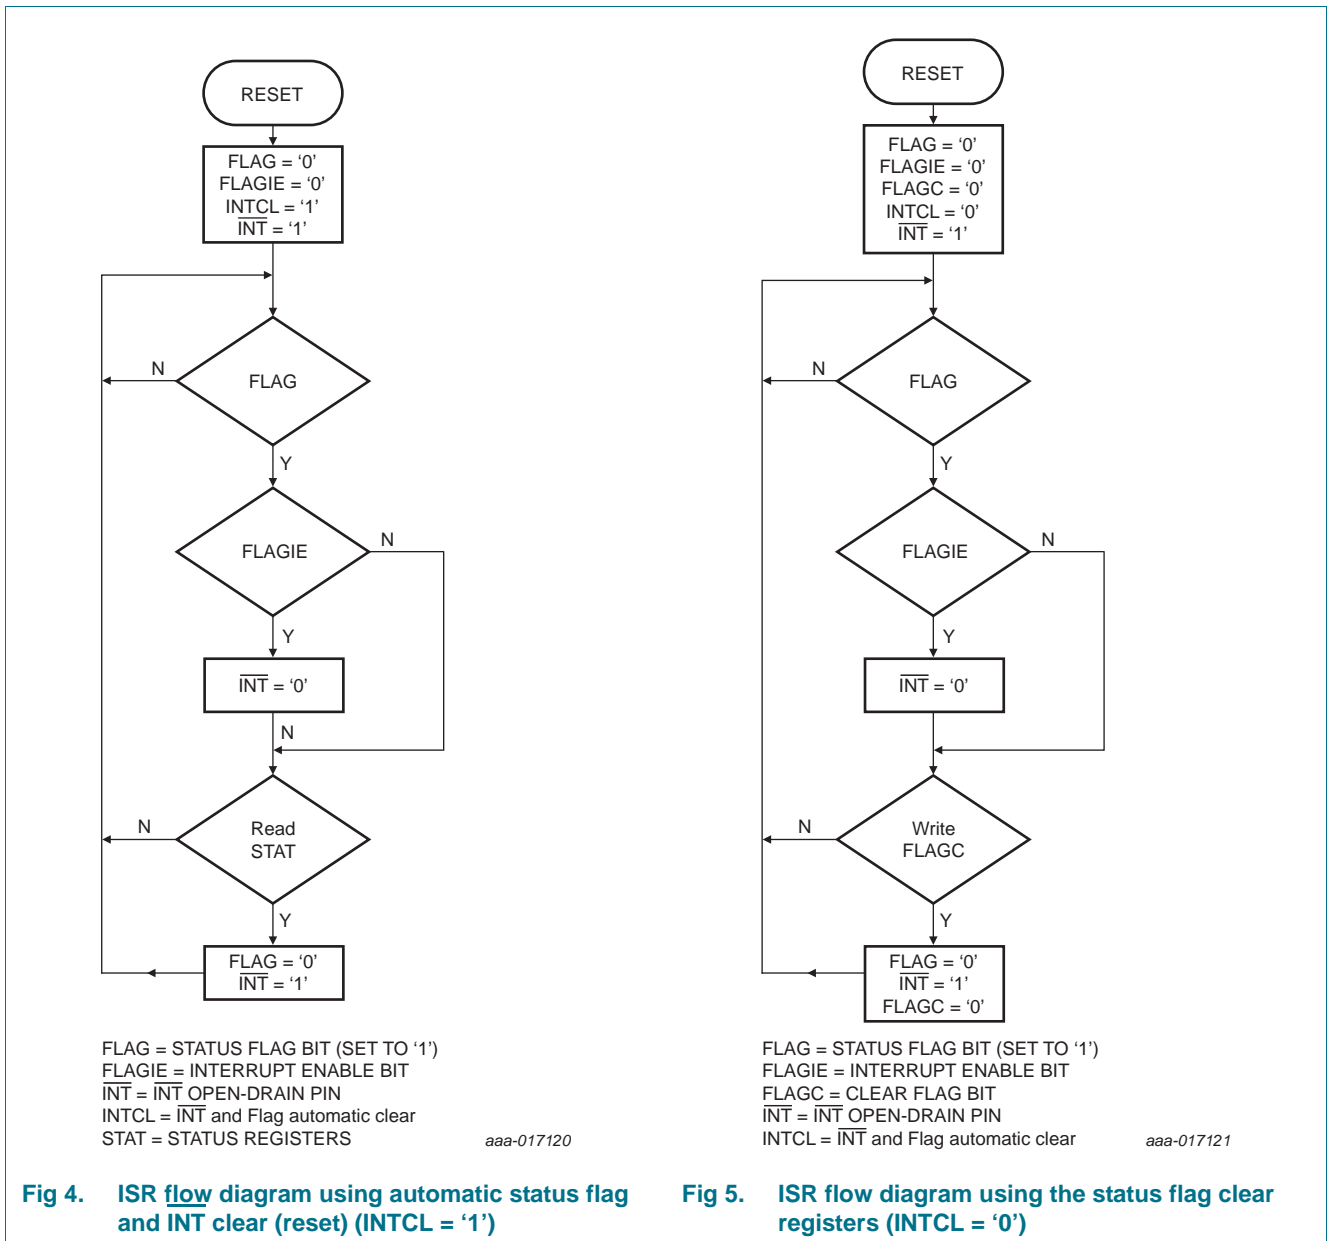 RESET
FLAG = ‘0’
FLAGIE = ‘0’
INTCL = ‘1’
INT = ‘1’
FLAG
N
Y
FLAGIE
N
Y
INT = ‘0’
N
Read
STAT
N
Y
FLAG = ‘0’
INT = ‘1’
FLAG = STATUS FLAG BIT (SET TO ‘1’)
FLAGIE = INTERRUPT ENABLE BIT
INT = INT OPEN-DRAIN PIN
INTCL = INT and Flag automatic clear
STAT = STATUS REGISTERS
aaa-017120
Fig 4. ISR flow diagram using automatic status flag
and INT clear (reset) (INTCL = ‘1’)
RESET
FLAG = ‘0’
FLAGIE = ‘0’
FLAGC = ‘0’
INTCL = ‘0’
INT = ‘1’
FLAG
N
Y
FLAGIE
N
Y
INT = ‘0’
Write
FLAGC
N
Y
FLAG = ‘0’
INT = ‘1’
FLAGC = ‘0’
FLAG = STATUS FLAG BIT (SET TO ‘1’)
FLAGIE = INTERRUPT ENABLE BIT
FLAGC = CLEAR FLAG BIT
INT = INT OPEN-DRAIN PIN
INTCL = INT and Flag automatic clear
aaa-017121
Fig 5. ISR flow diagram using the status flag clear
registers (INTCL = ‘0’)